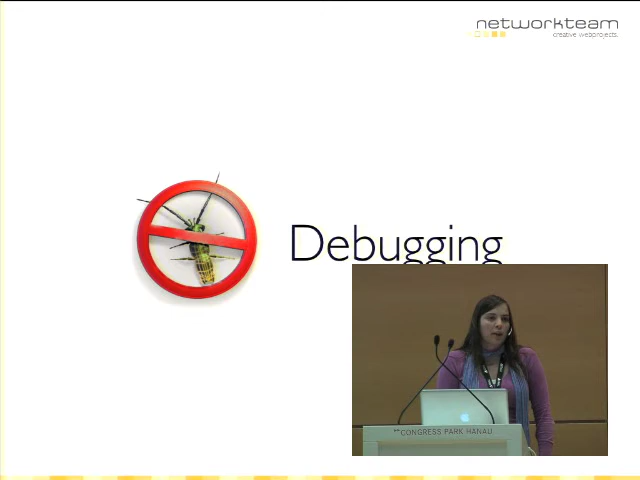 networkteam
creative webprojects.
Debugging
CONGRESS PARK HANAU